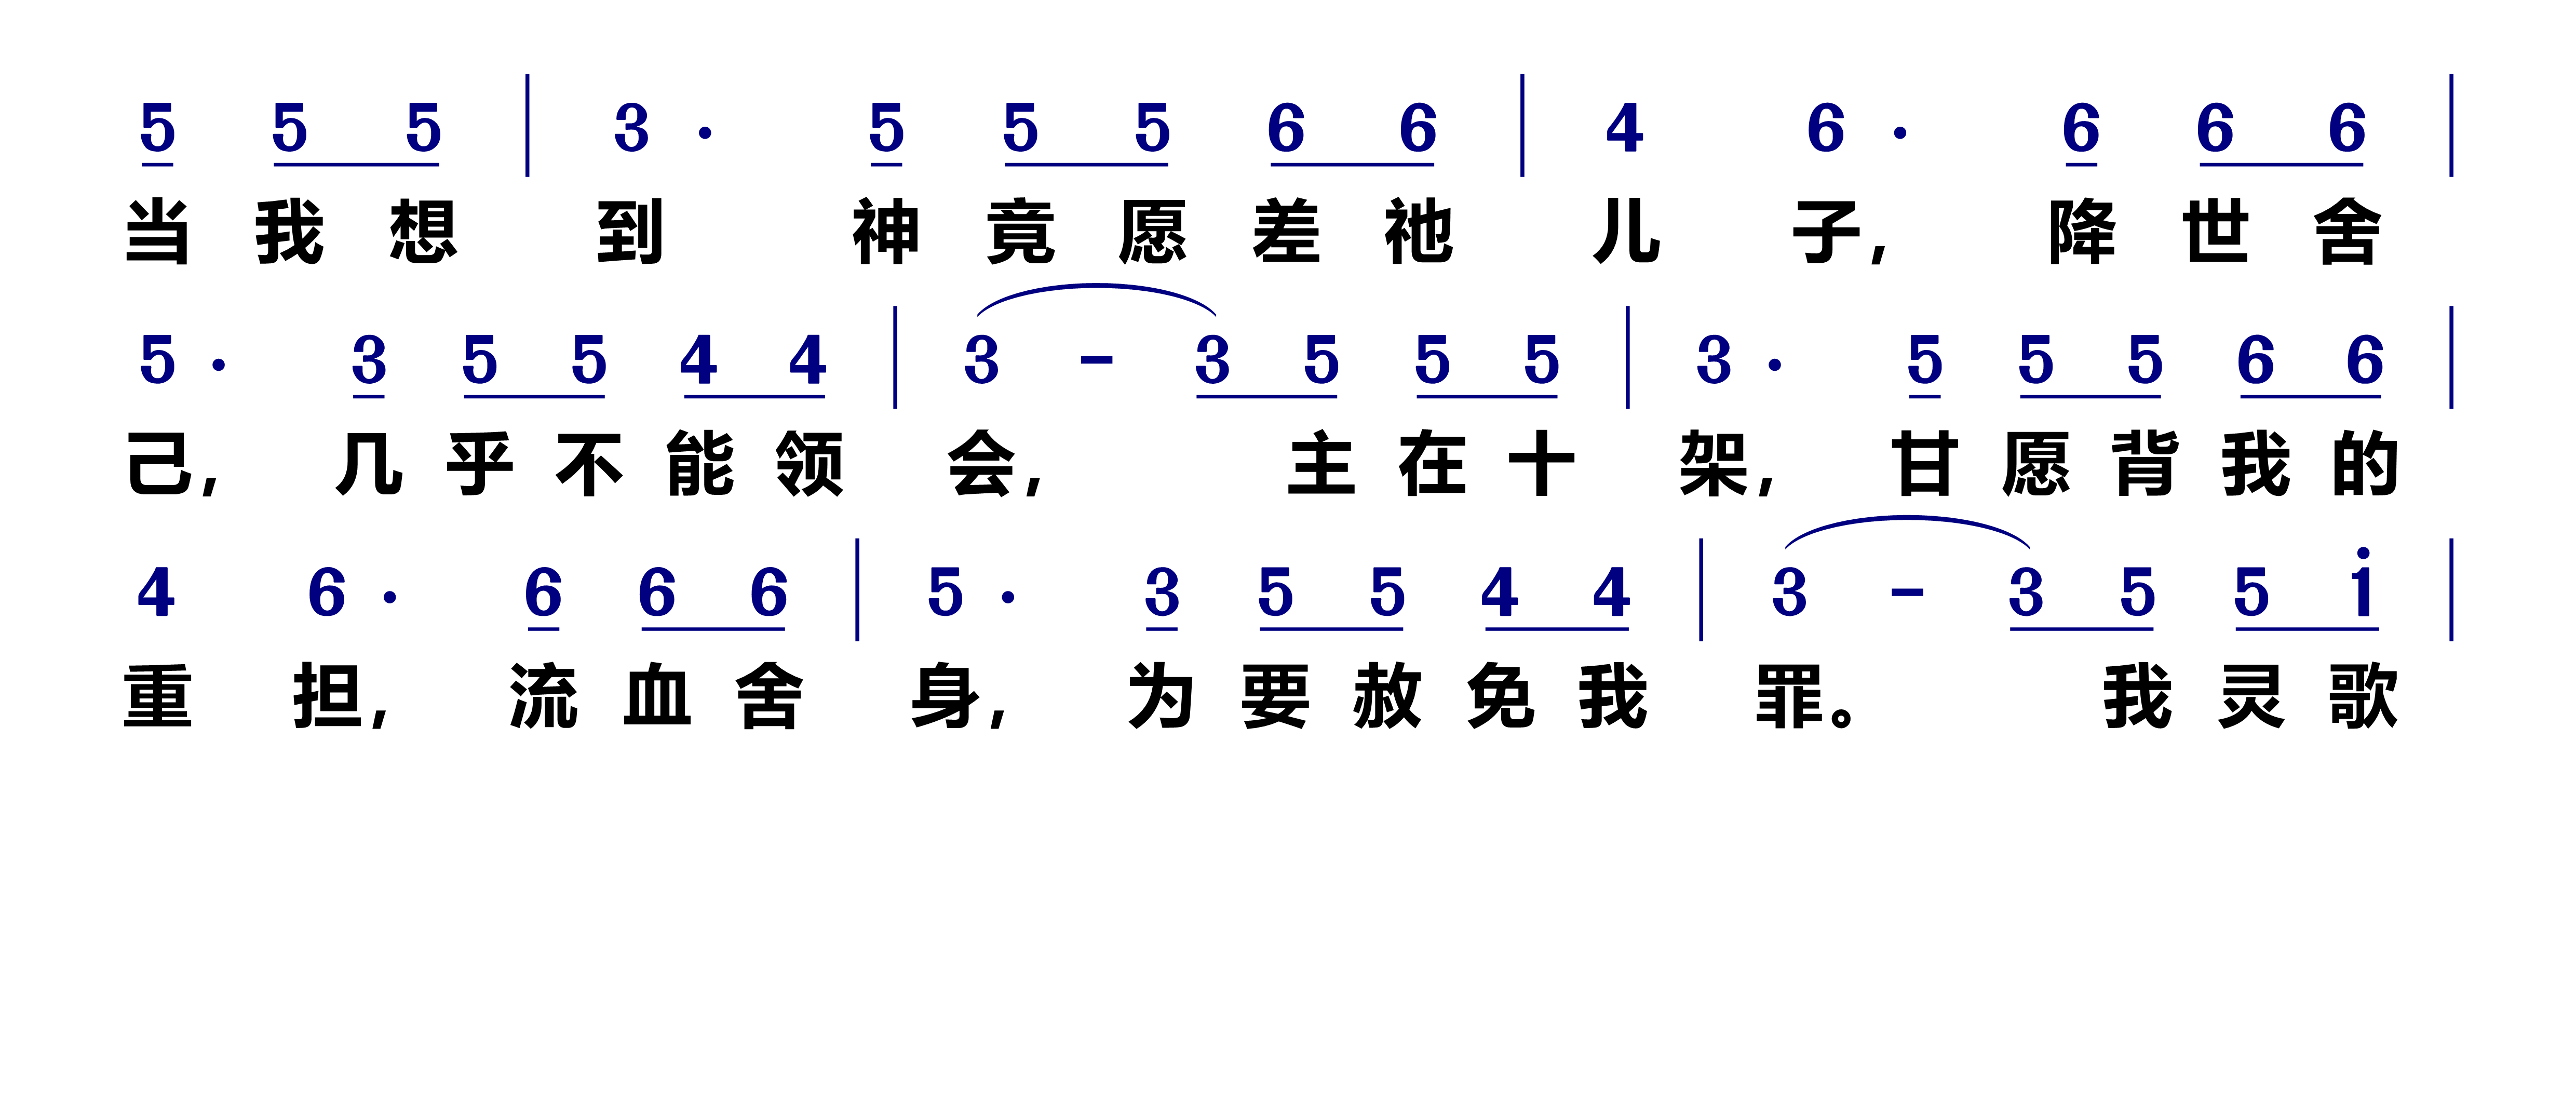 5 5 5 | 3 · 5 5 5 6 6 | 4 6 · 6 6 6 |
当我想到神竟愿差祂儿子，降世舍
5 · 3 5 5 4 4 | 3 - 3 5 5 5 | 3 · 5 5 5 6 6 |
己，几乎不能领会，主在十架，甘愿背我的
4 6 · 6 6 6 | 5 · 3 5 5 4 4 | 3 - 3 5 5 i |
重担，流血舍身，为要赦免我罪。我灵歌